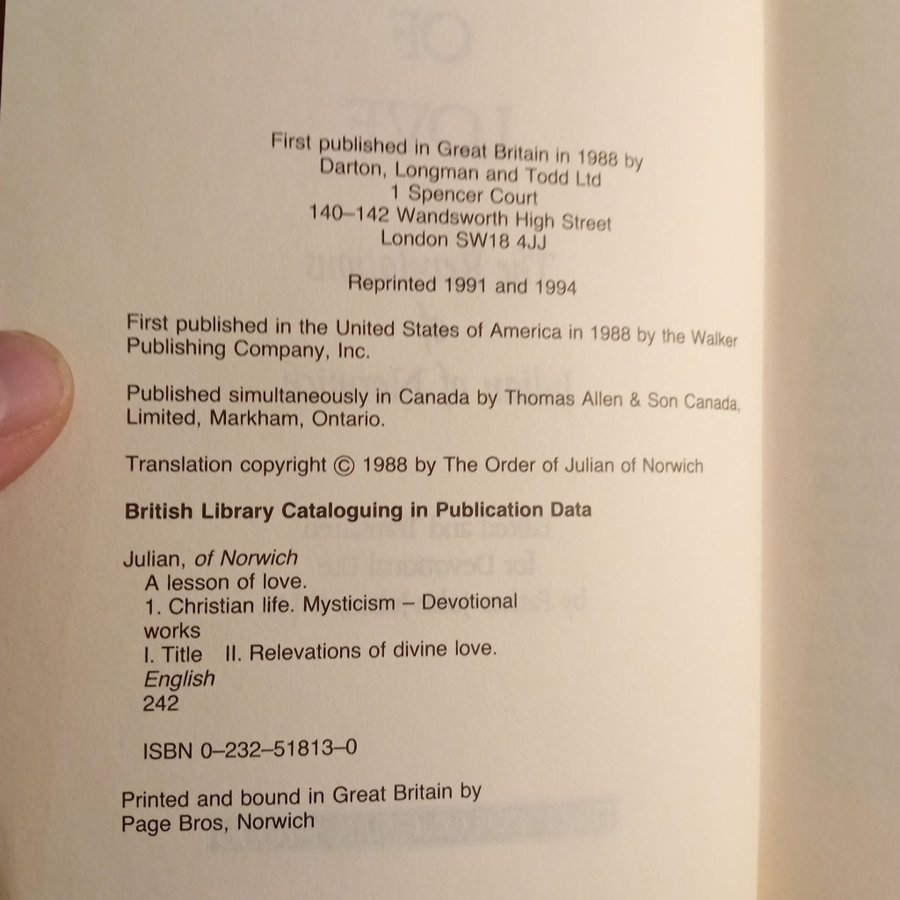 First published in Great Britain in 1988 by
Darton, Longman and Todd Ltd
1 Spencer Court
140–142 Wandsworth High Street
London SW18 4JJ
Reprinted 1991 and 1994
First published in the United States of America in 1988 by the Walker
Publishing Company, Inc.
Published simultaneously in Canada by Thomas Allen & Son Canada,
Limited, Markham, Ontario.
Translation copyright © 1988 by The Order of Julian of Norwich
British Library Cataloguing in Publication Data
Julian, of Norwich
A lesson of love.
1. Christian life. Mysticism – Devotional
works
I. Title II. Relevations of divine love.
English
242
ISBN 0–232–51813–0
Printed and bound in Great Britain by
Page Bros, Norwich